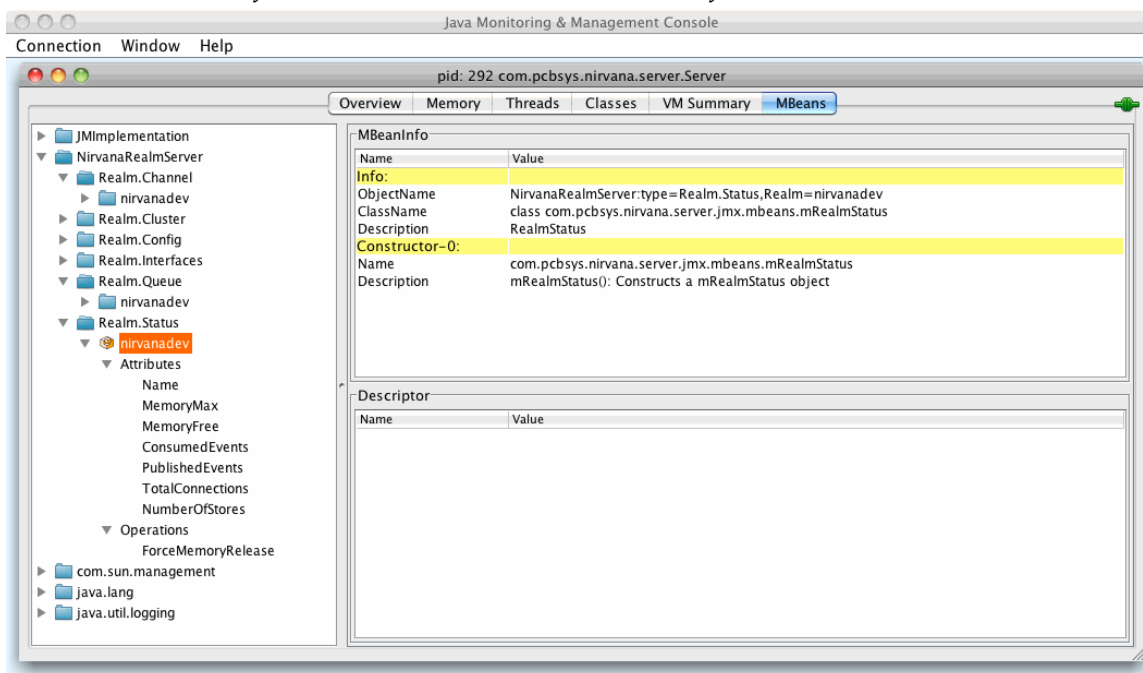 Java Monitoring & Management Console
Connection Window Help
pid: 292 com.pcbsys.nirvana.server.Server
Overview Memory Threads Classes VM Summary MBeans
JMImplementation
NirvanaRealmServer
Realm.Channel
nirvanadev
Realm.Cluster
Realm.Config
Realm.Interfaces
Realm.Queue
nirvanadev
Realm.Status
nirvanadev
Attributes
Name
MemoryMax
MemoryFree
ConsumedEvents
PublishedEvents
TotalConnections
NumberOfStores
Operations
ForceMemoryRelease
com.sun.management
java.lang
java.util.logging
MBeanInfo
Name Value
Info:
ObjectName NirvanaRealmServer:type=Realm.Status,Realm=nirvanadev
ClassName class com.pcbsys.nirvana.server.jmx.mbeans.mRealmStatus
Description RealmStatus
Constructor-0:
Name com.pcbsys.nirvana.server.jmx.mbeans.mRealmStatus
Description mRealmStatus(): Constructs a mRealmStatus object
Descriptor
Name Value